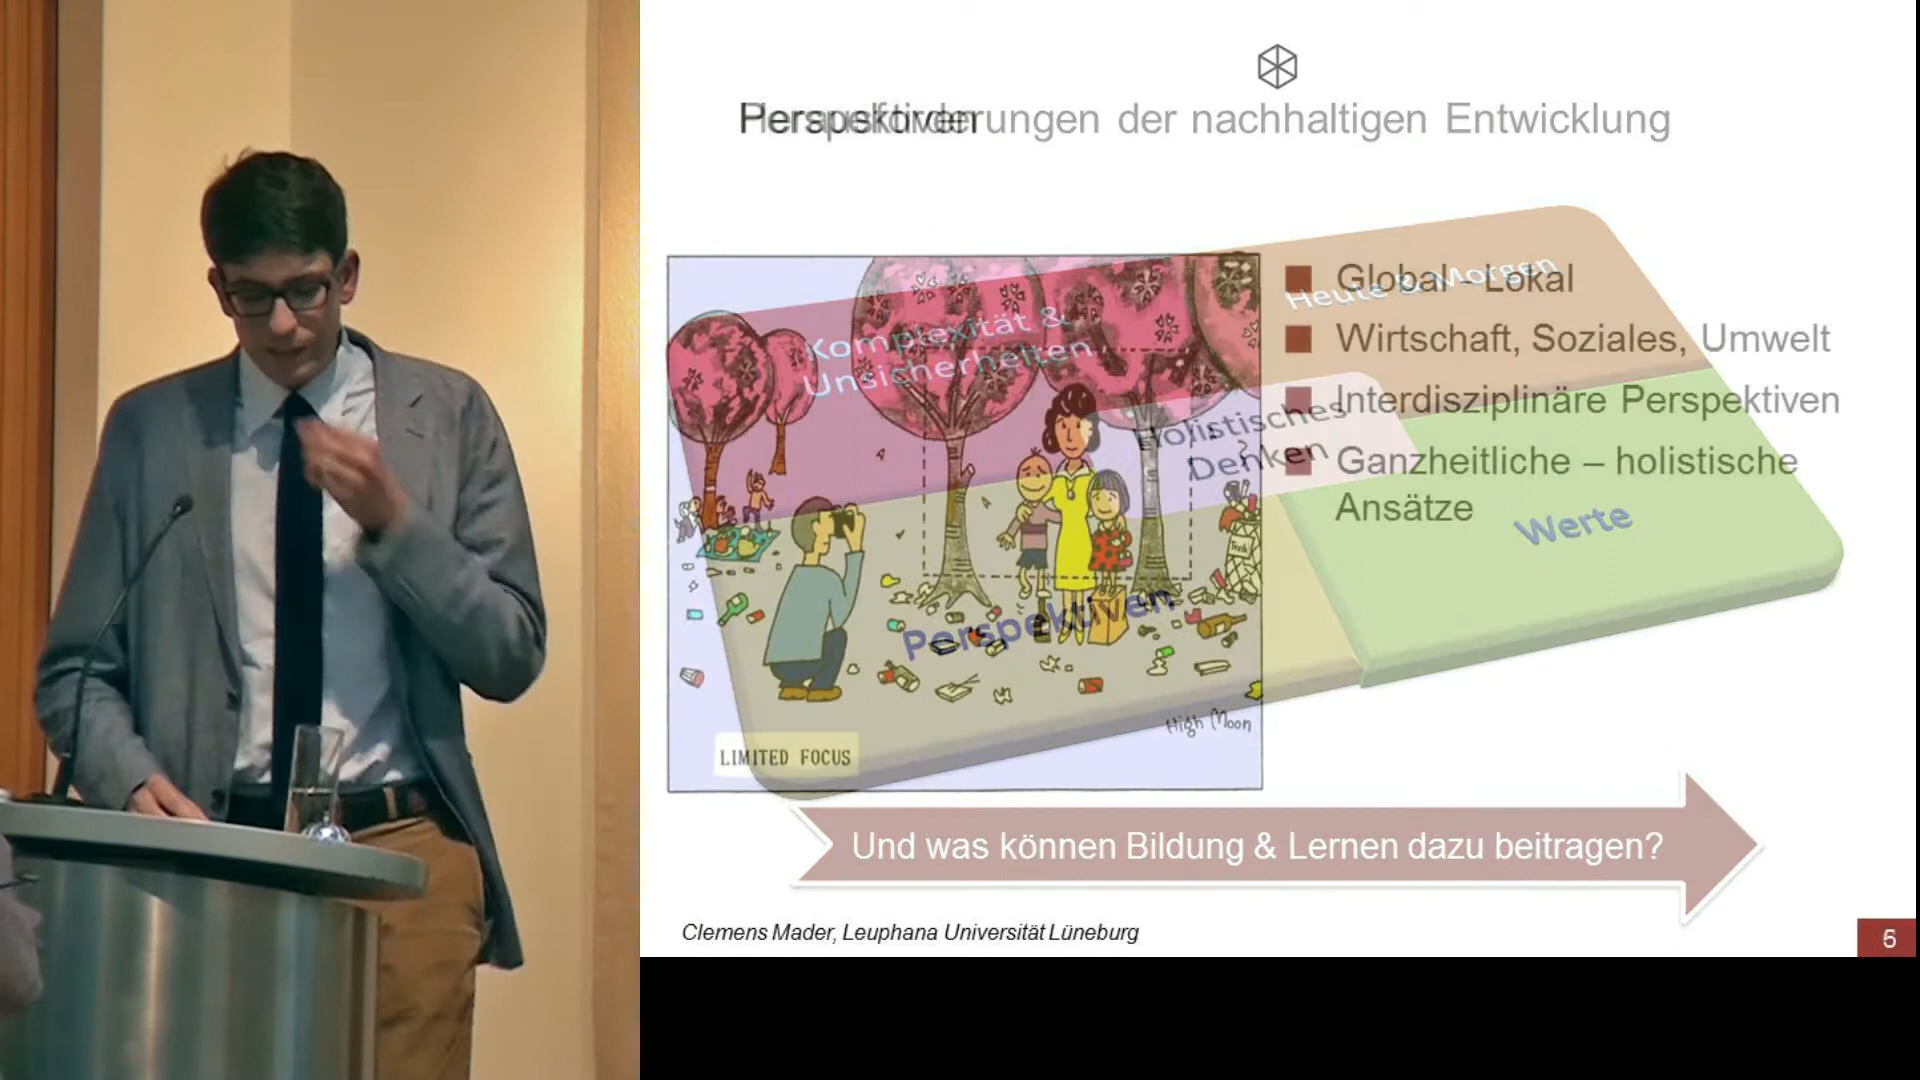 Perspektiven
Herausforderungen der nachhaltigen Entwicklung
Global - Lokal
Heute & Morgen
Wirtschaft, Soziales, Umwelt
Interdisziplinäre Perspektiven
Ganzheitliche – holistische
Ansätze
Komplexität &
Unsicherheiten
Holistisches
Denken
Werte
Perspektiven
Trash
High Moon
LIMITED FOCUS
Und was können Bildung & Lernen dazu beitragen?
Clemens Mader, Leuphana Universität Lüneburg